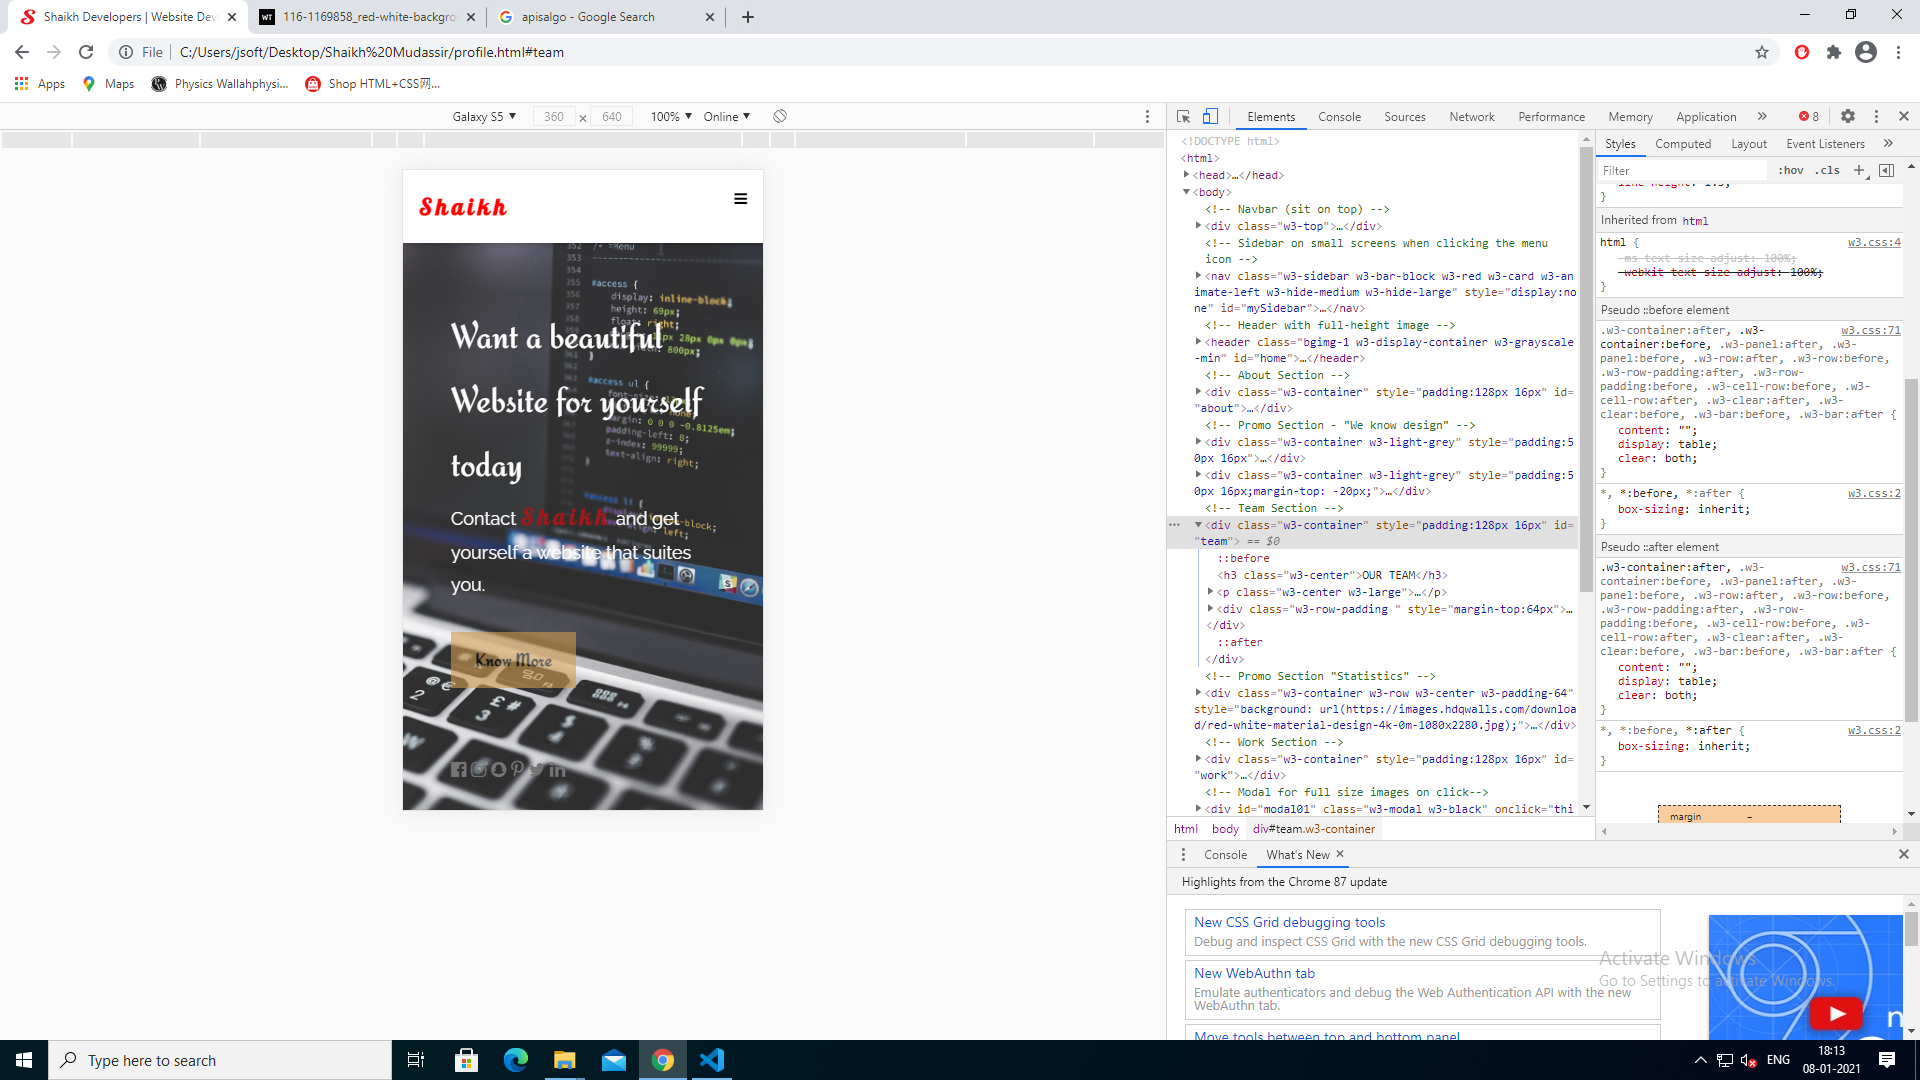 Shaikh Developers | Website Dev
116-1169858_red-white-backgro
apisalgo - Google Search
File
C:/Users/jsoft/Desktop/Shaikh%20Mudassir/profile.html#team
Apps
Maps
Physics Wallahphysi...
Shop HTML+CSS网...
Galaxy S5 ▼ 360 × 640 100% ▼ Online ▼
Elements Console Sources Network Performance Memory Application » 8
Shaikh
Want a beautiful
Website for yourself
today
Contact Shaikh and get
yourself a website that suites
you.
Know More
<!DOCTYPE html>
<html>
<head>…</head>
<body>
<!-- Navbar (sit on top) -->
<div class="w3-top">…</div>
<!-- Sidebar on small screens when clicking the menu
icon -->
<nav class="w3-sidebar w3-bar-block w3-red w3-card w3-an
imate-left w3-hide-medium w3-hide-large" style="display:no
ne" id="mySidebar">…</nav>
<!-- Header with full-height image -->
<header class="bgimg-1 w3-display-container w3-grayscale
-min" id="home">…</header>
<!-- About Section -->
<div class="w3-container" style="padding:128px 16px" id=
"about">…</div>
<!-- Promo Section - "We know design" -->
<div class="w3-container w3-light-grey" style="padding:5
0px 16px">…</div>
<div class="w3-container w3-light-grey" style="padding:50
px 16px;margin-top: -20px;">…</div>
<!-- Team Section -->
<div class="w3-container" style="padding:128px 16px" id=
"team"> == $0
::before
<h3 class="w3-center">OUR TEAM</h3>
<p class="w3-center w3-large">…</p>
<div class="w3-row-padding " style="margin-top:64px">…
</div>
::after
</div>
<!-- Promo Section "Statistics" -->
<div class="w3-container w3-row w3-center w3-padding-64"
style="background: url(https://images.hdqwalls.com/downloa
d/red-white-material-design-4k-0m-1080x2280.jpg);">…</div>
<!-- Work Section -->
<div class="w3-container" style="padding:128px 16px" id=
"work">…</div>
<!-- Modal for full size images on click-->
<div id="modal01" class="w3-modal w3-black" onclick="thi
html body div#team.w3-container
Styles Computed Layout Event Listeners »
Filter :hov .cls +
line-height: 1.5;
}
Inherited from html
html { w3.css:4
-ms-text-size-adjust: 100%;
-webkit-text-size-adjust: 100%;
}
Pseudo ::before element
.w3-container:after, .w3- w3.css:71
container:before, .w3-panel:after, .w3-
panel:before, .w3-row:after, .w3-row:before,
.w3-row-padding:after, .w3-row-
padding:before, .w3-cell-row:before, .w3-
cell-row:after, .w3-clear:after, .w3-
clear:before, .w3-bar:before, .w3-bar:after {
content: "";
display: table;
clear: both;
}
*, *:before, *:after { w3.css:2
box-sizing: inherit;
}
Pseudo ::after element
.w3-container:after, .w3- w3.css:71
container:before, .w3-panel:after, .w3-
panel:before, .w3-row:after, .w3-row:before,
.w3-row-padding:after, .w3-row-
padding:before, .w3-cell-row:before, .w3-
cell-row:after, .w3-clear:after, .w3-
clear:before, .w3-bar:before, .w3-bar:after {
content: "";
display: table;
clear: both;
}
*, *:before, *:after { w3.css:2
box-sizing: inherit;
}
margin –
Console What's New
Highlights from the Chrome 87 update
New CSS Grid debugging tools
Debug and inspect CSS Grid with the new CSS Grid debugging tools.
New WebAuthn tab
Emulate authenticators and debug the Web Authentication API with the new
WebAuthn tab.
Move tools between top and bottom panel
Activate Windows
Go to Settings to activate Windows.
Type here to search
ENG
18:13
08-01-2021